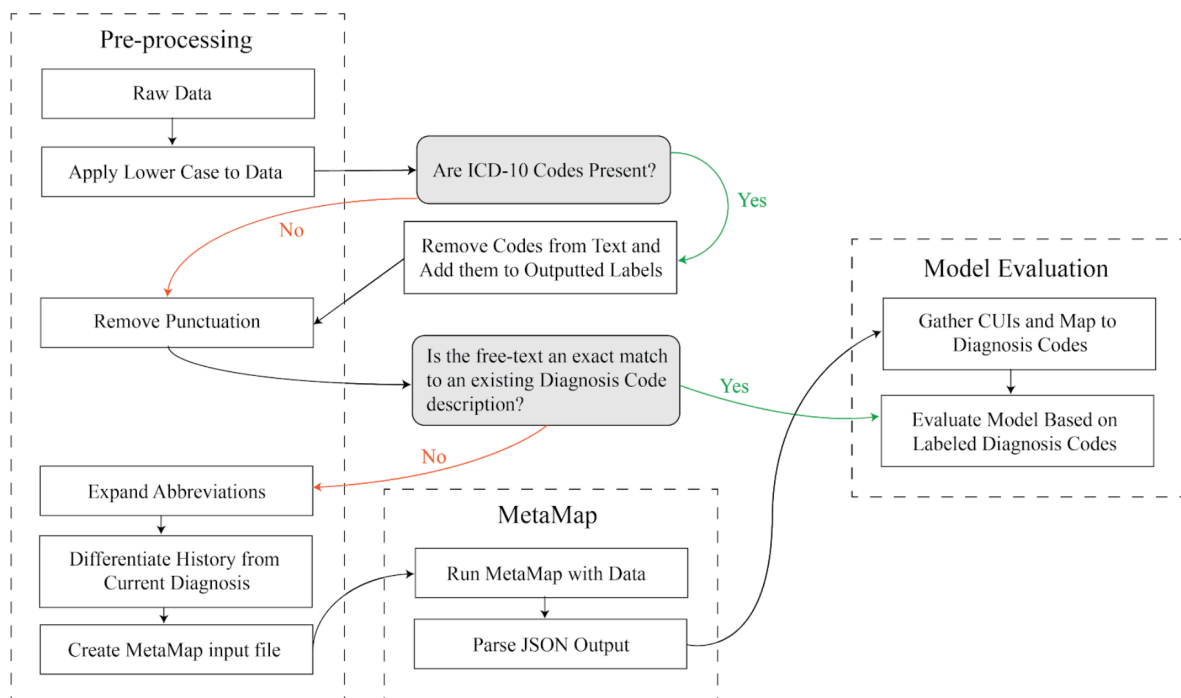 Pre-processing
Raw Data
Apply Lower Case to Data
Are ICD-10 Codes Present?
Yes
No
Remove Codes from Text and
Add them to Outputted Labels
Remove Punctuation
Is the free-text an exact match
to an existing Diagnosis Code
description?
Yes
No
Expand Abbreviations
Differentiate History from
Current Diagnosis
Create MetaMap input file
MetaMap
Run MetaMap with Data
Parse JSON Output
Model Evaluation
Gather CUIs and Map to
Diagnosis Codes
Evaluate Model Based on
Labeled Diagnosis Codes